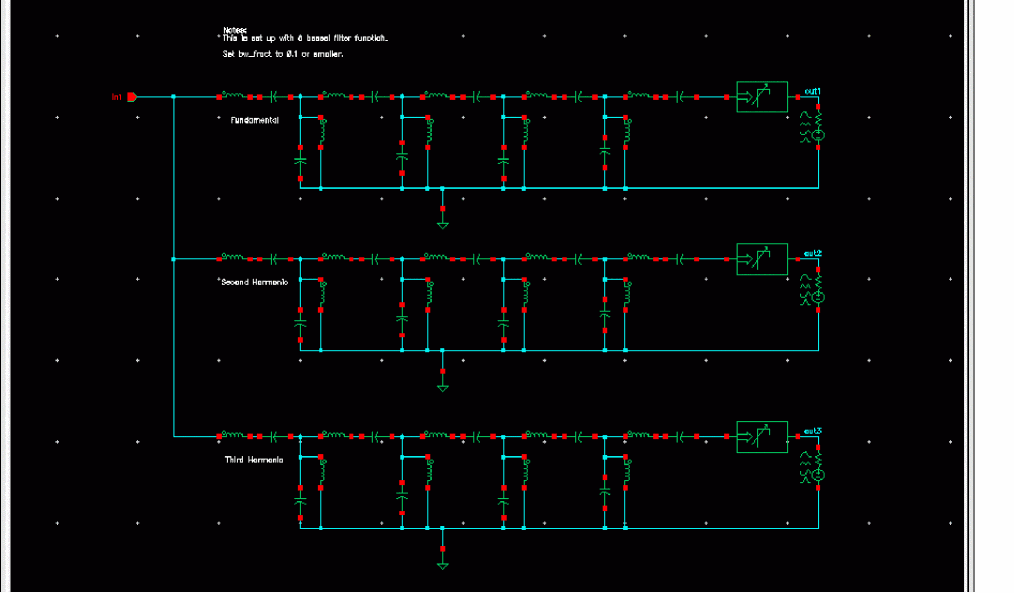 Notes:
This is set up with a bessel filter function.
Set bw_fract to 0.1 or smaller.
in1
out1
Fundamental
out2
Second Harmonic
out3
Third Harmonic